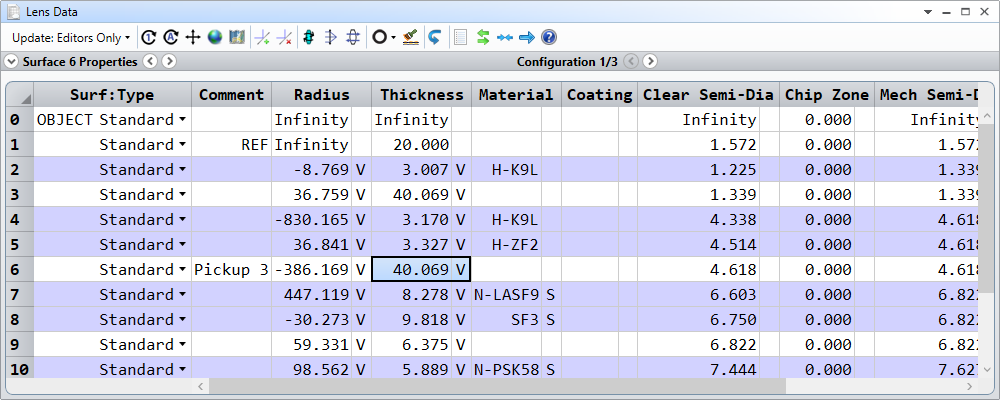 Lens Data
Update: Editors Only
Surface 6 Properties Configuration 1/3
Surf:Type Comment Radius Thickness Material Coating Clear Semi-Dia Chip Zone Mech Semi-D
0 OBJECT Standard Infinity Infinity Infinity 0.000 Infinity
1 Standard REF Infinity 20.000 1.572 0.000 1.572
2 Standard -8.769 V 3.007 V H-K9L 1.225 0.000 1.339
3 Standard 36.759 V 40.069 V 1.339 0.000 1.339
4 Standard -830.165 V 3.170 V H-K9L 4.338 0.000 4.618
5 Standard 36.841 V 3.327 V H-ZF2 4.514 0.000 4.618
6 Standard Pickup 3 -386.169 V 40.069 V 4.618 0.000 4.618
7 Standard 447.119 V 8.278 V N-LASF9 S 6.603 0.000 6.822
8 Standard -30.273 V 9.818 V SF3 S 6.750 0.000 6.822
9 Standard 59.331 V 6.375 V 6.822 0.000 6.822
10 Standard 98.562 V 5.889 V N-PSK58 S 7.444 0.000 7.627